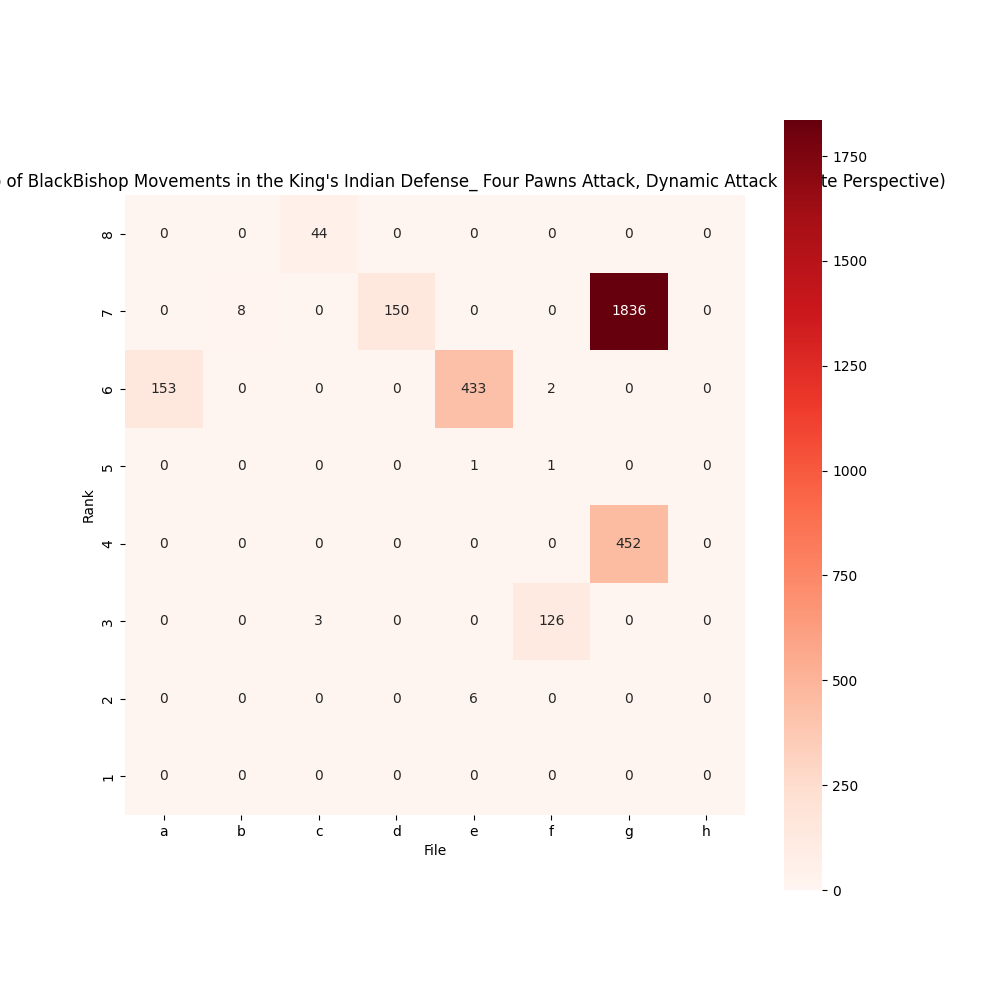 of BlackBishop Movements in the King's Indian Defense_ Four Pawns Attack, Dynamic Attack Perspective)
8 0 0 44 0 0 0 0 0
7 0 8 0 150 0 0 1836 0
6 153 0 0 0 433 2 0 0
5 0 0 0 0 1 1 0 0
4 0 0 0 0 0 0 452 0
3 0 0 3 0 0 126 0 0
2 0 0 0 0 6 0 0 0
1 0 0 0 0 0 0 0 0
a b c d e f g h
File
Rank
1750
1500
1250
1000
750
500
250
0